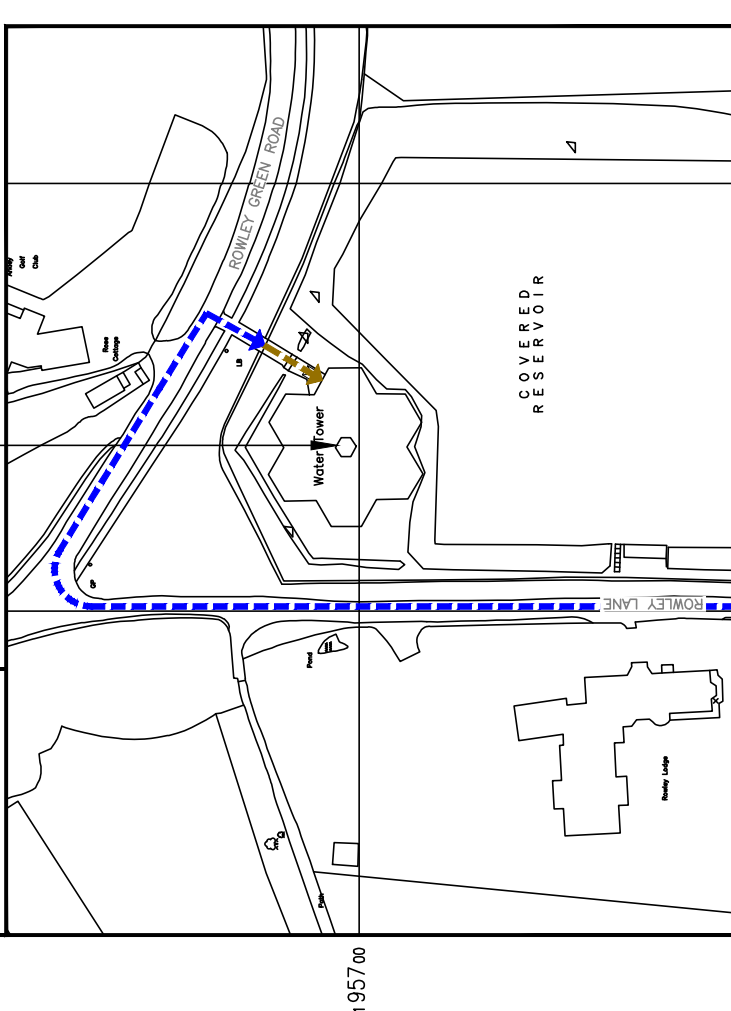 ROWLEY GREEN ROAD
Golf
Club
Rose
Cottage
LB
COVERED
RESERVOIR
Water Tower
GP
ROWLEY LANE
Pond
Rowley Lodge
Path
195700